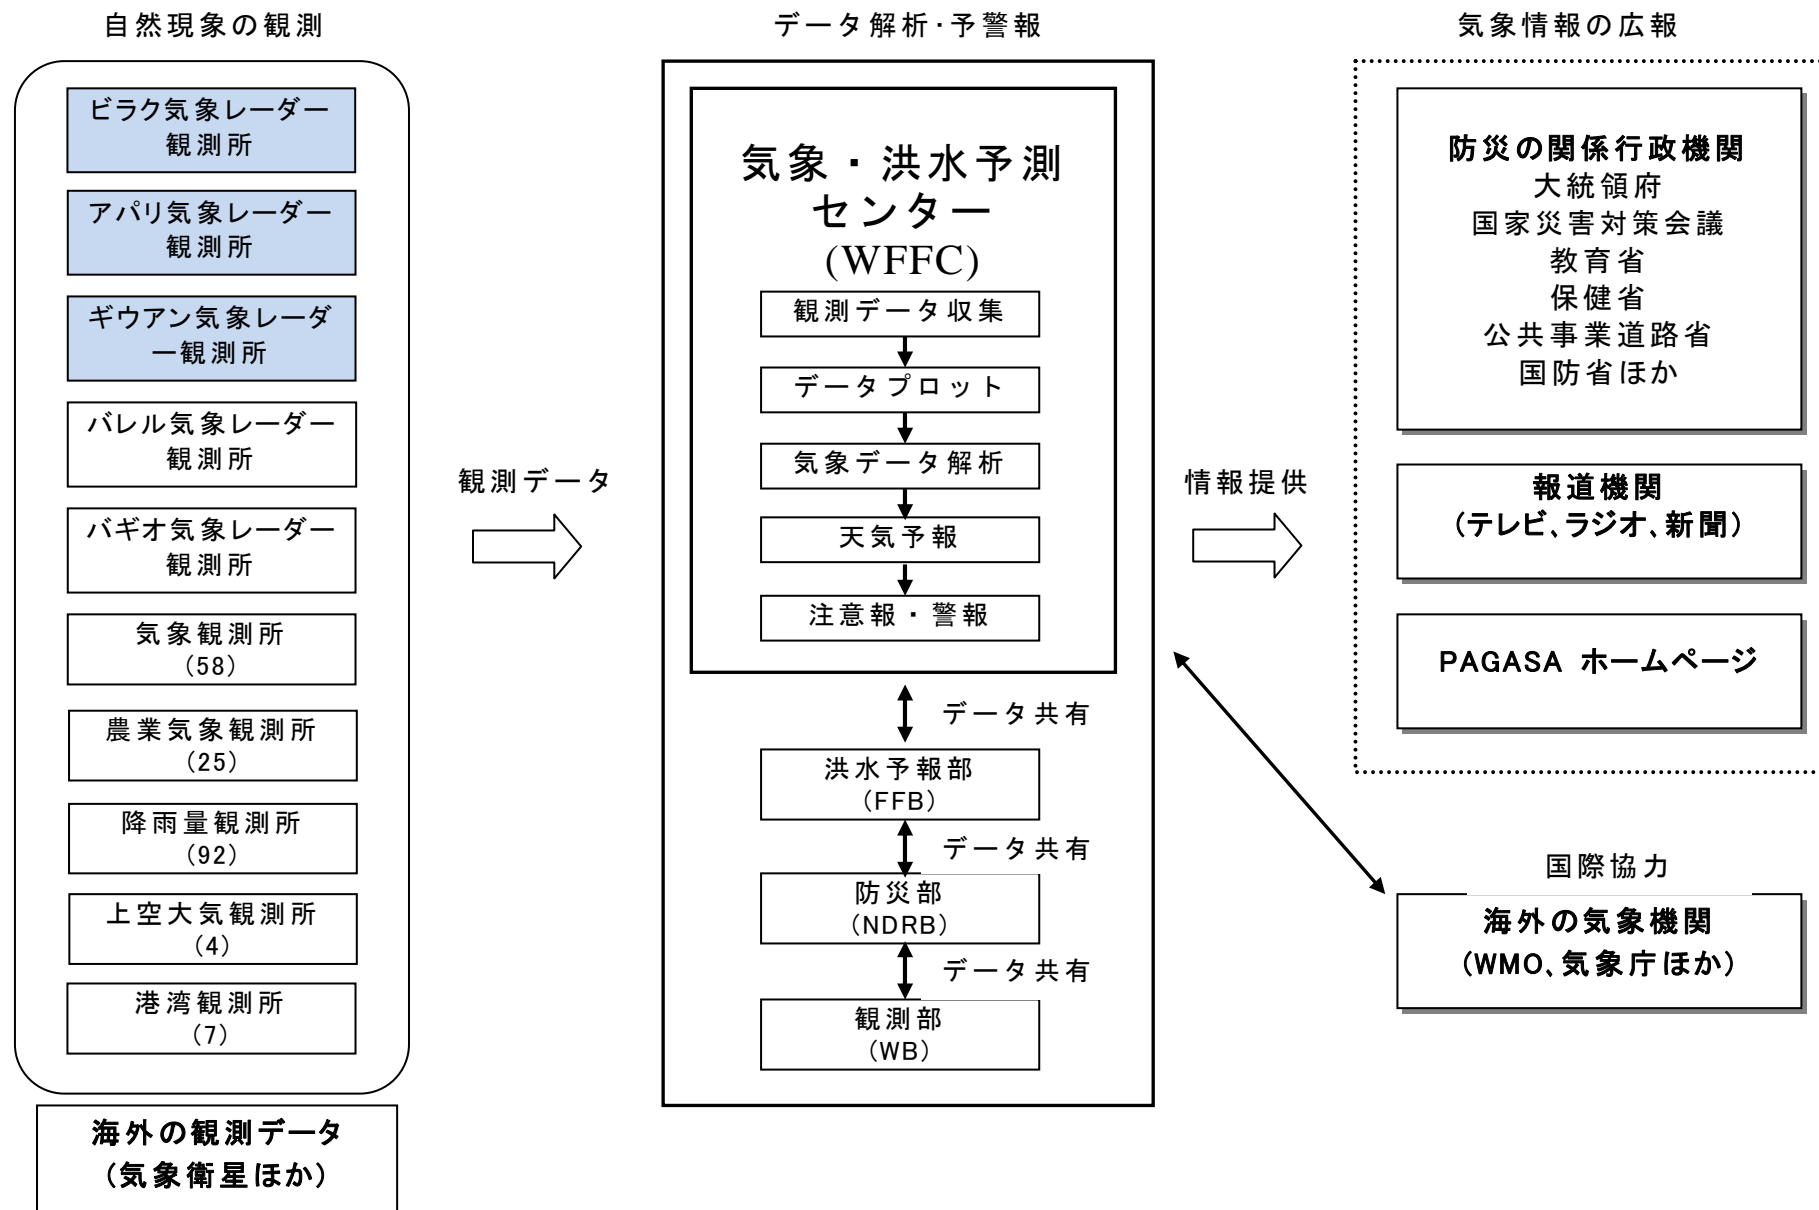 自然現象の観測
ビラク気象レーダー
観測所
アパリ気象レーダー
観測所
ギウアン気象レーダ
ー観測所
バレル気象レーダー
観測所
バギオ気象レーダー
観測所
気象観測所
(58)
農業気象観測所
(25)
降雨量観測所
(92)
上空大気観測所
(4)
港湾観測所
(7)
海外の観測データ
(気象衛星ほか)
観測データ
データ解析・予警報
気象・洪水予測
センター
(WFFC)
観測データ収集
データプロット
気象データ解析
天気予報
注意報・警報
データ共有
洪水予報部
(FFB)
データ共有
防災部
(NDRB)
データ共有
観測部
(WB)
情報提供
気象情報の広報
防災の関係行政機関
大統領府
国家災害対策会議
教育省
保健省
公共事業道路省
国防省ほか
報道機関
(テレビ、ラジオ、新聞)
PAGASA ホームページ
国際協力
海外の気象機関
(WMO、気象庁ほか)